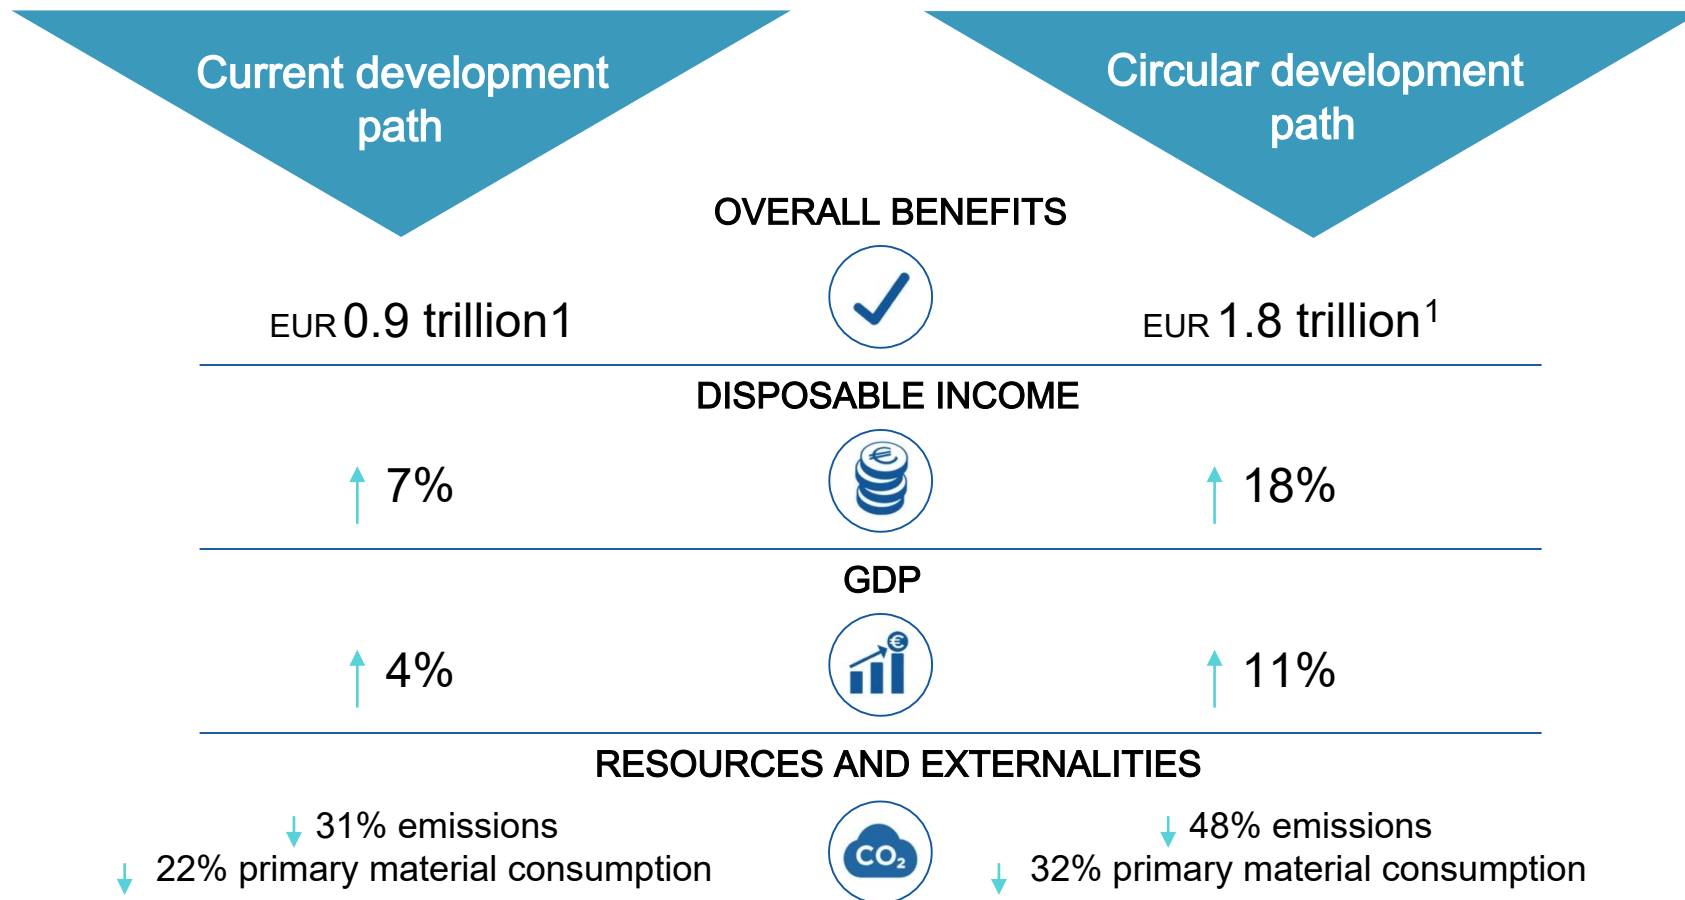 Current development
path
Circular development
path
OVERALL BENEFITS
EUR 0.9 trillion1
EUR 1.8 trillion¹
DISPOSABLE INCOME
€
↑ 7%
↑ 18%
GDP
€
↑ 4%
↑ 11%
RESOURCES AND EXTERNALITIES
↓ 31% emissions
↓ 22% primary material consumption
CO₂
↓ 48% emissions
↓ 32% primary material consumption